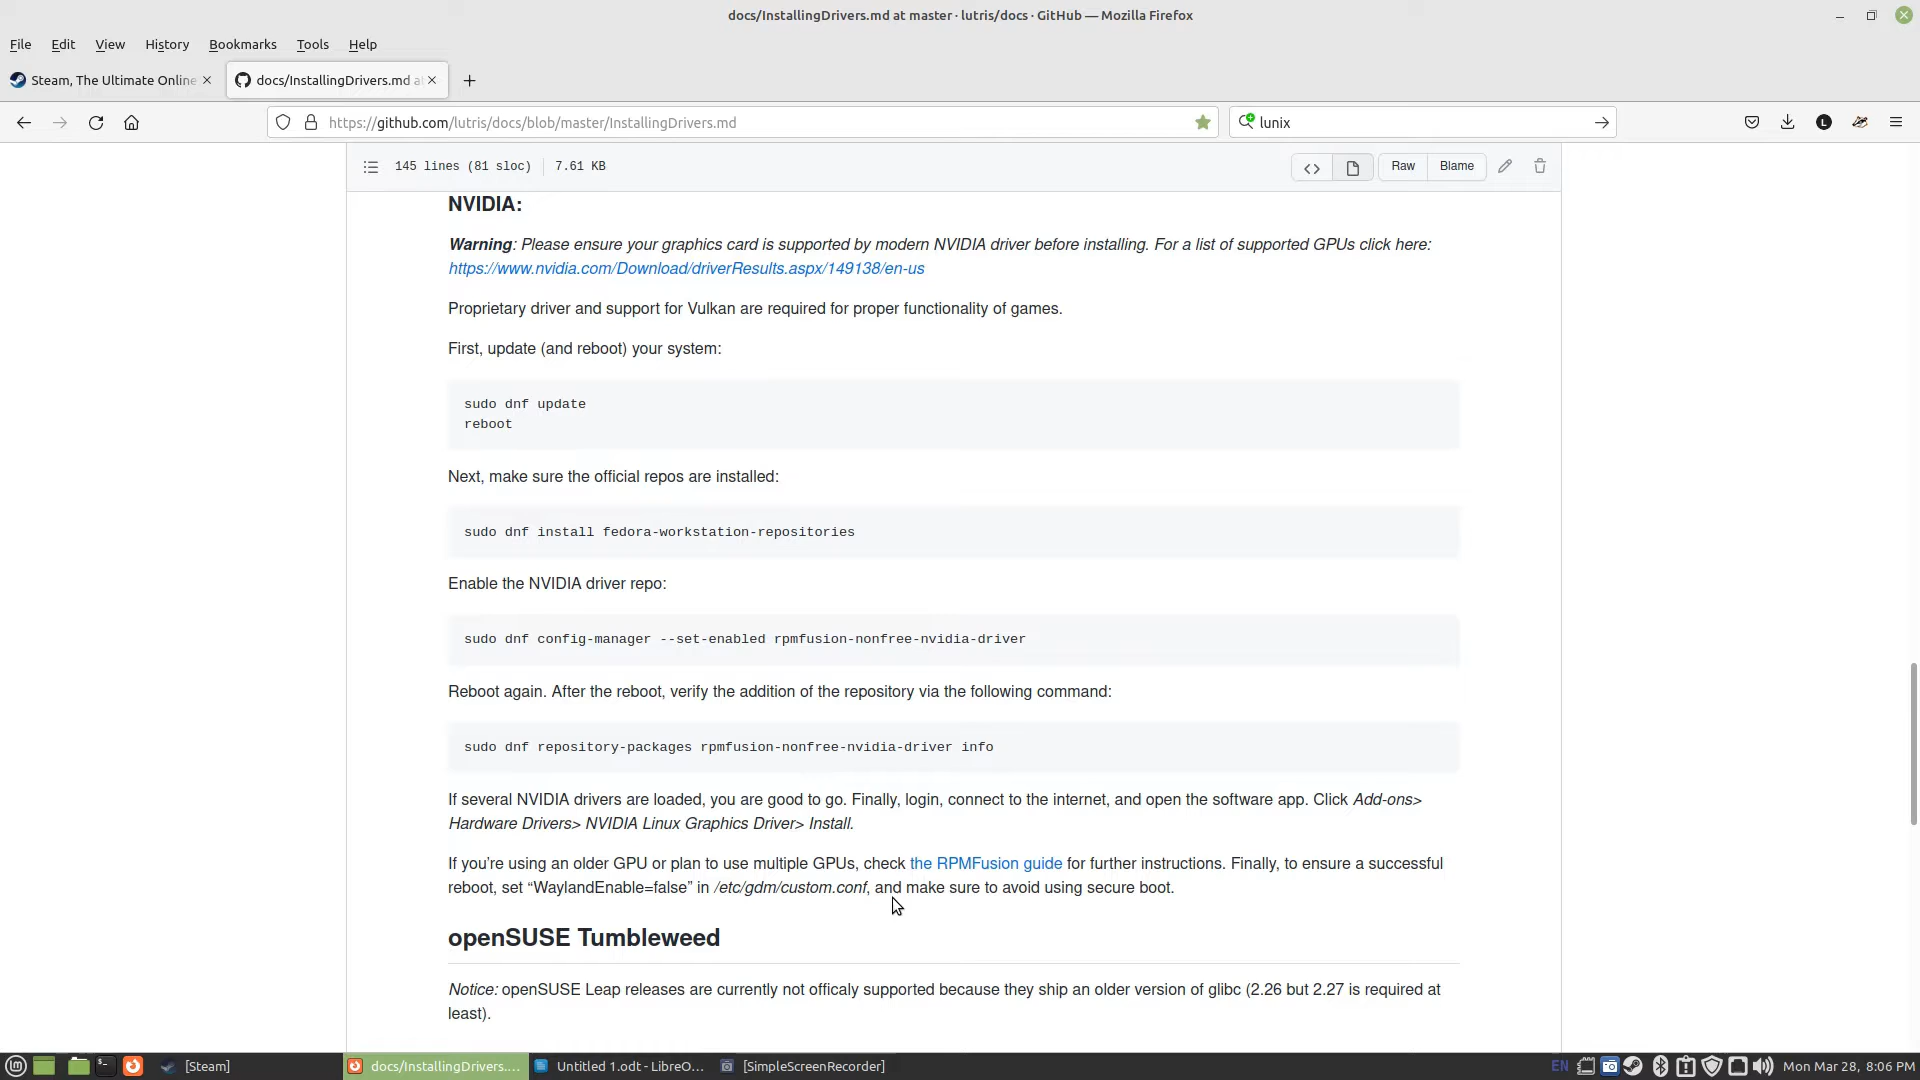 docs/InstallingDrivers.md at master · lutris/docs · GitHub — Mozilla Firefox
File Edit View History Bookmarks Tools Help
Steam, The Ultimate Online
docs/InstallingDrivers.md a
https://github.com/lutris/docs/blob/master/InstallingDrivers.md
lunix
145 lines (81 sloc) 7.61 KB
Raw Blame
NVIDIA:
Warning: Please ensure your graphics card is supported by modern NVIDIA driver before installing. For a list of supported GPUs click here:
https://www.nvidia.com/Download/driverResults.aspx/149138/en-us
Proprietary driver and support for Vulkan are required for proper functionality of games.
First, update (and reboot) your system:
sudo dnf update
reboot
Next, make sure the official repos are installed:
sudo dnf install fedora-workstation-repositories
Enable the NVIDIA driver repo:
sudo dnf config-manager --set-enabled rpmfusion-nonfree-nvidia-driver
Reboot again. After the reboot, verify the addition of the repository via the following command:
sudo dnf repository-packages rpmfusion-nonfree-nvidia-driver info
If several NVIDIA drivers are loaded, you are good to go. Finally, login, connect to the internet, and open the software app. Click Add-ons>
Hardware Drivers> NVIDIA Linux Graphics Driver> Install.
If you’re using an older GPU or plan to use multiple GPUs, check the RPMFusion guide for further instructions. Finally, to ensure a successful
reboot, set “WaylandEnable=false” in /etc/gdm/custom.conf, and make sure to avoid using secure boot.
openSUSE Tumbleweed
Notice: openSUSE Leap releases are currently not officaly supported because they ship an older version of glibc (2.26 but 2.27 is required at
least).
[Steam] docs/InstallingDrivers.... Untitled 1.odt - LibreO... [SimpleScreenRecorder] EN Mon Mar 28, 8:06 PM